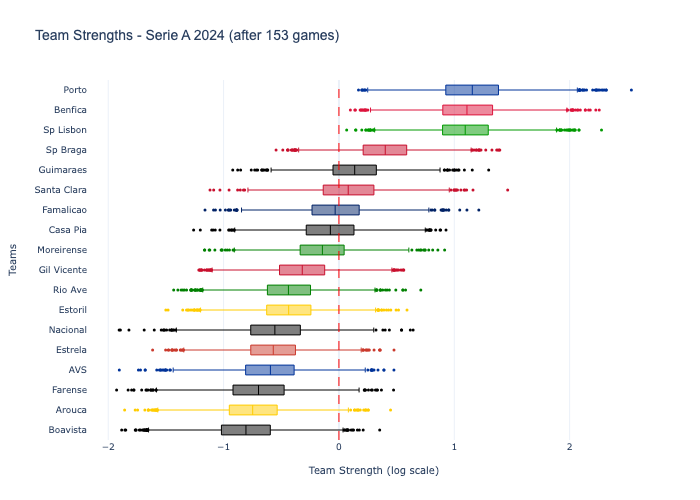 Team Strengths - Serie A 2024 (after 153 games)
Porto
Benfica
Sp Lisbon
Sp Braga
Guimaraes
Santa Clara
Famalicao
Casa Pia
Moreirense
Gil Vicente
Rio Ave
Estoril
Nacional
Estrela
AVS
Farense
Arouca
Boavista
Teams
−2 −1 0 1 2
Team Strength (log scale)